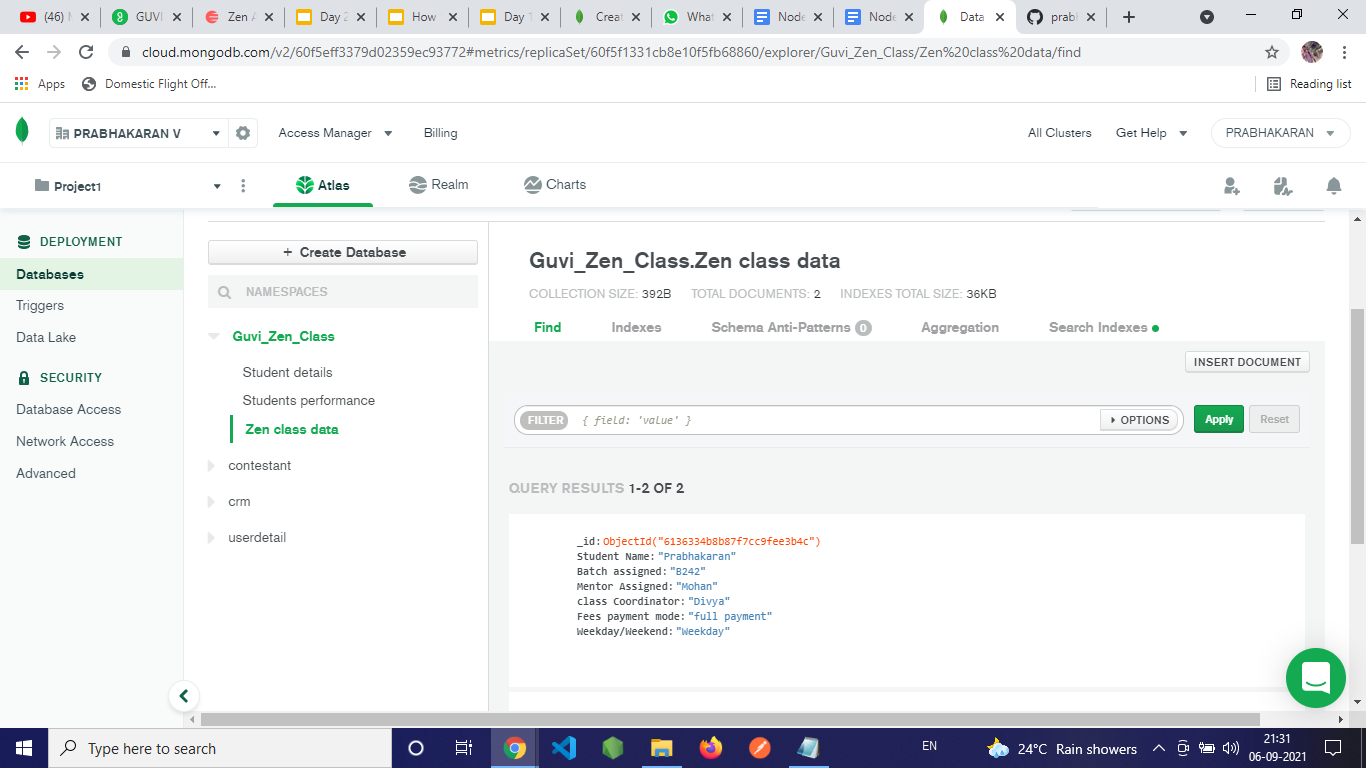 (46) M
GUVI
Zen A
Day 2
How
Day 1
Creat
What
Node
Node
Data
prabh
cloud.mongodb.com/v2/60f5eff3379d02359ec93772#metrics/replicaSet/60f5f1331cb8e10f5fb68860/explorer/Guvi_Zen_Class/Zen%20class%20data/find
Apps Domestic Flight Off... Reading list
PRABHAKARAN V Access Manager Billing All Clusters Get Help PRABHAKARAN
Project1 Atlas Realm Charts
DEPLOYMENT
Databases
Triggers
Data Lake
SECURITY
Database Access
Network Access
Advanced
+ Create Database
NAMESPACES
Guvi_Zen_Class
Student details
Students performance
Zen class data
contestant
crm
userdetail
Guvi_Zen_Class.Zen class data
COLLECTION SIZE: 392B TOTAL DOCUMENTS: 2 INDEXES TOTAL SIZE: 36KB
Find Indexes Schema Anti-Patterns 0 Aggregation Search Indexes
INSERT DOCUMENT
FILTER { field: 'value' } OPTIONS Apply Reset
QUERY RESULTS 1-2 OF 2
_id: ObjectId("6136334b8b87f7cc9fee3b4c")
Student Name: "Prabhakaran"
Batch assigned: "B242"
Mentor Assigned: "Mohan"
class Coordinator: "Divya"
Fees payment mode: "full payment"
Weekday/Weekend: "Weekday"
Type here to search
EN
24°C Rain showers
21:31
06-09-2021